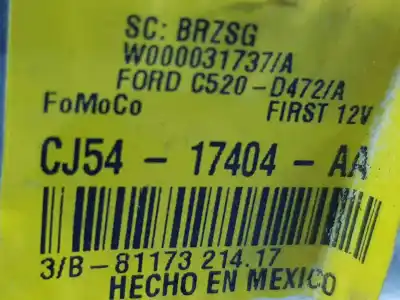 SC: BRZSG
W000031737/A
FORD C520-D472/A
FoMoCo FIRST 12V
CJ54 - 17404 - AA
3/B-81173 214.17
HECHO EN MEXICO